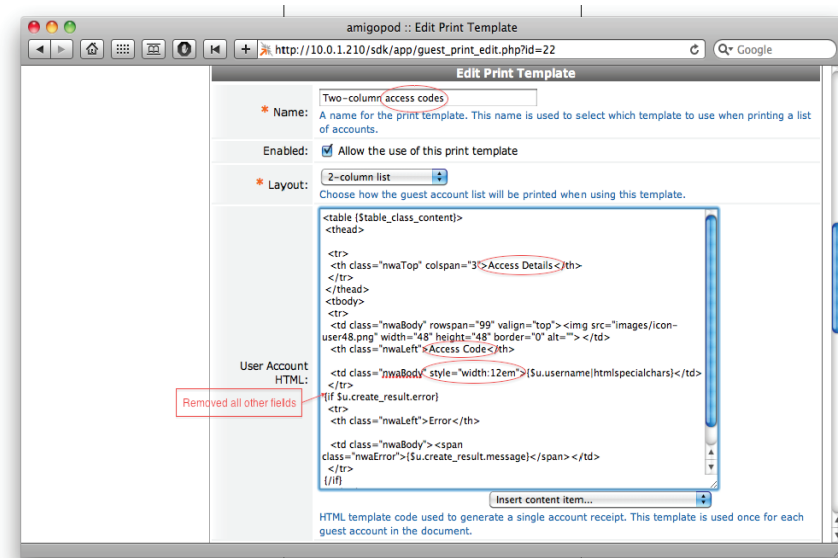 amigopod :: Edit Print Template
http://10.0.1.210/sdk/app/guest_print_edit.php?id=22
Google
Edit Print Template
* Name:
Two-column access codes
A name for the print template. This name is used to select which template to use when printing a list
of accounts.
Enabled:
Allow the use of this print template
* Layout:
2-column list
Choose how the guest account list will be printed when using this template.
User Account
HTML:
<table {$table_class_content}>
<thead>
<tr>
<th class="nwaTop" colspan="3">Access Details</th>
</tr>
</thead>
<tbody>
<tr>
<td class="nwaBody" rowspan="99" valign="top"><img src="images/icon-
user48.png" width="48" height="48" border="0" alt=""></td>
<th class="nwaLeft">Access Code</th>
<td class="nwaBody" style="width:12em">{$u.username|htmlspecialchars}</td>
</tr>
{if $u.create_result.error}
<tr>
<th class="nwaLeft">Error</th>
<td class="nwaBody"><span
class="nwaError">{$u.create_result.message}</span></td>
</tr>
{/if}
Removed all other fields
Insert content item...
HTML template code used to generate a single account receipt. This template is used once for each
guest account in the document.